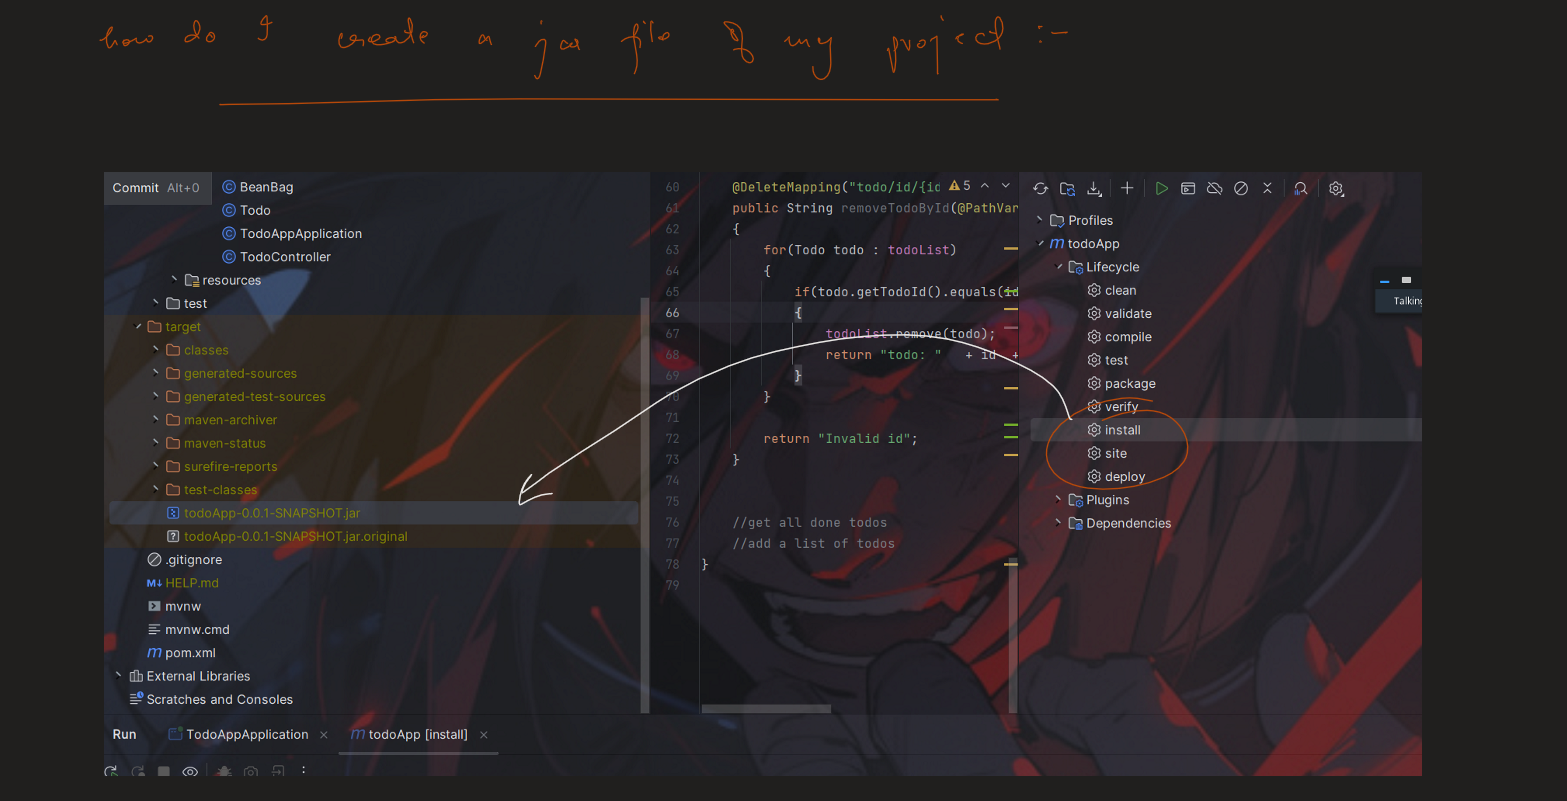 how do I create a jar file of my project :-
Commit Alt+0
BeanBag
Todo
TodoAppApplication
TodoController
resources
test
target
classes
generated-sources
generated-test-sources
maven-archiver
maven-status
surefire-reports
test-classes
todoApp-0.0.1-SNAPSHOT.jar
todoApp-0.0.1-SNAPSHOT.jar.original
.gitignore
M↓ HELP.md
mvnw
mvnw.cmd
m pom.xml
External Libraries
Scratches and Consoles
60 @DeleteMapping("todo/id/{id 5
61 public String removeTodoById(@PathVar
62 {
63 for(Todo todo : todoList)
64 {
65 if(todo.getTodoId().equals(id
66 {
67 todoList.remove(todo);
68 return "todo: " + id +
69 }
70 }
71
72 return "Invalid id";
73 }
74
75
76 //get all done todos
77 //add a list of todos
78 }
79
Profiles
m todoApp
Lifecycle
clean
validate
compile
test
package
verify
install
site
deploy
Plugins
Dependencies
Talking
Run TodoAppApplication × m todoApp [install] ×